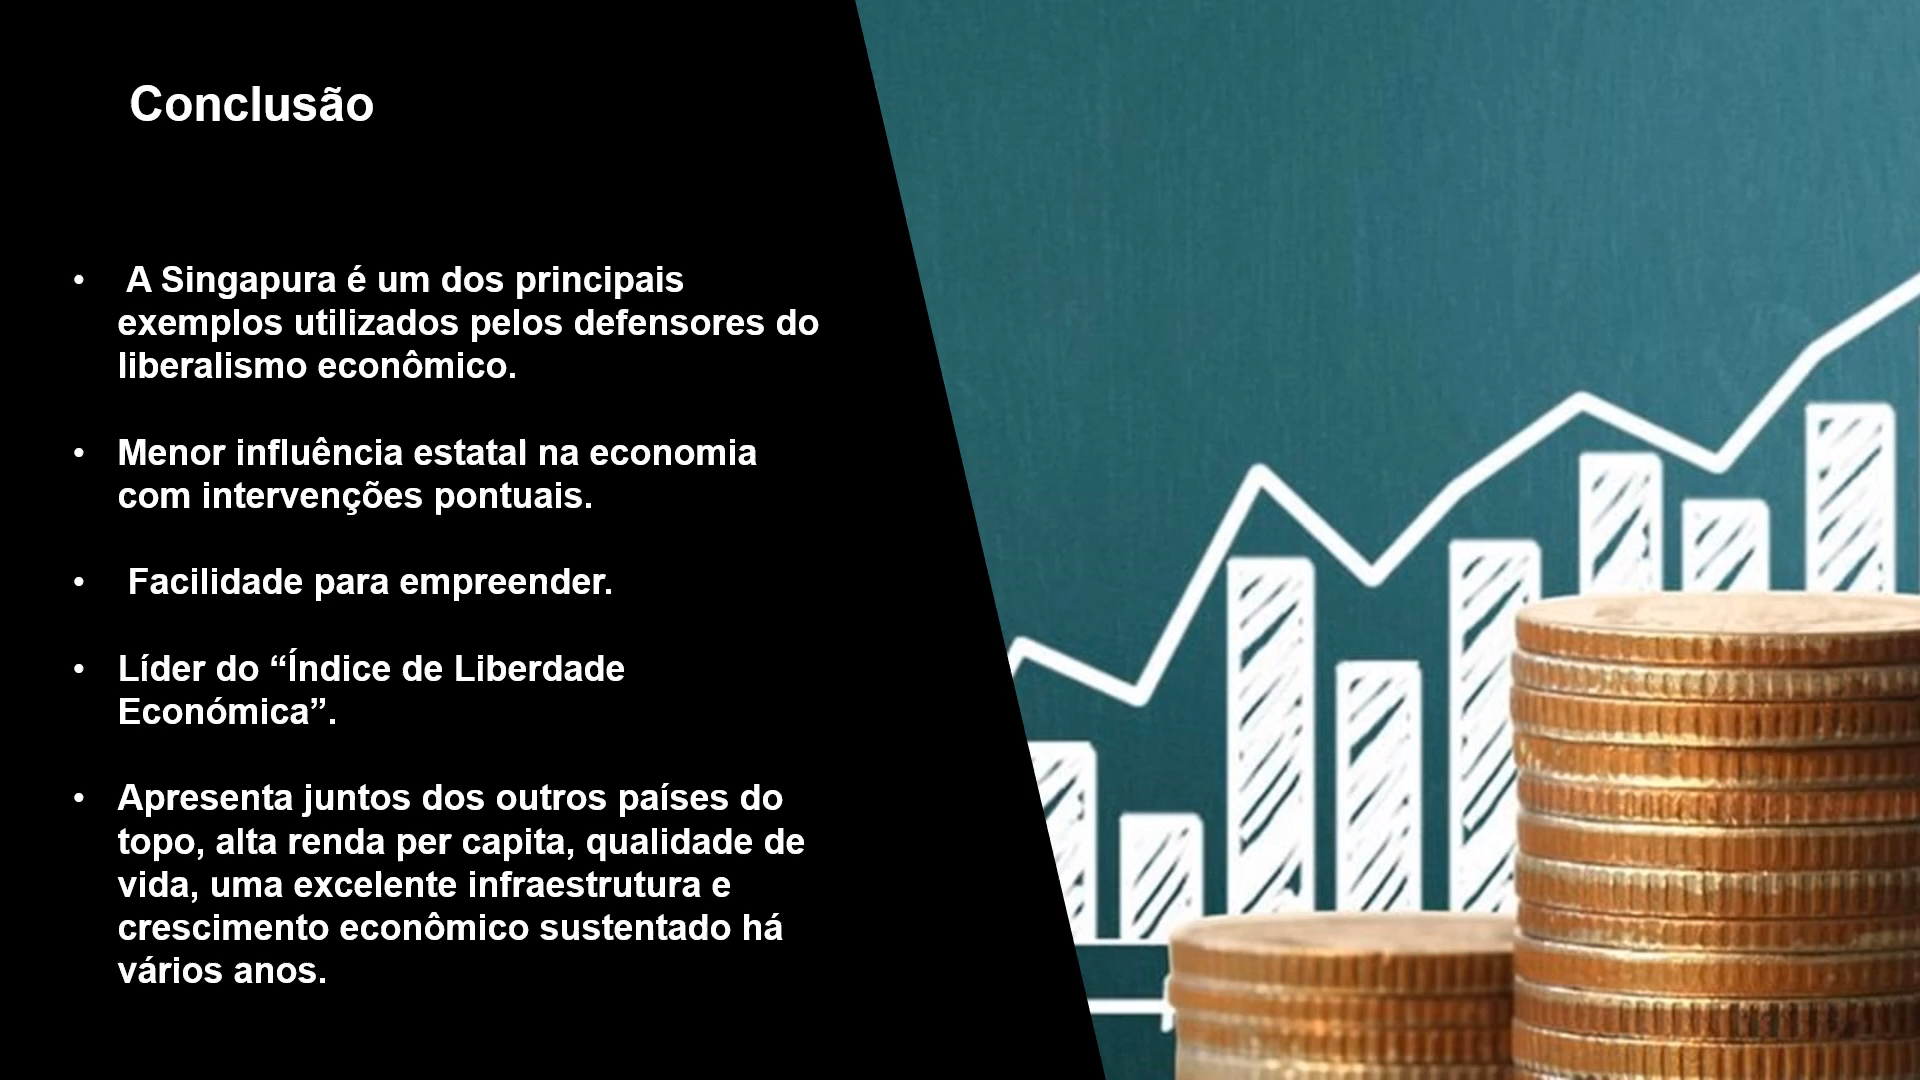 Conclusão
• A Singapura é um dos principais
exemplos utilizados pelos defensores do
liberalismo econômico.
• Menor influência estatal na economia
com intervenções pontuais.
• Facilidade para empreender.
• Líder do “Índice de Liberdade
Económica”.
• Apresenta juntos dos outros países do
topo, alta renda per capita, qualidade de
vida, uma excelente infraestrutura e
crescimento econômico sustentado há
vários anos.